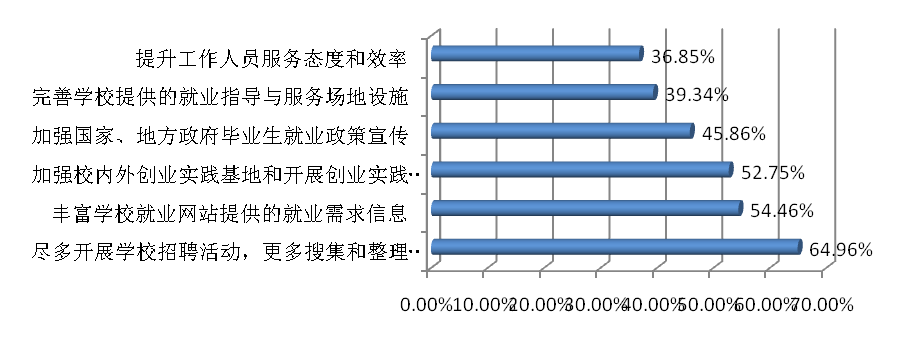 提升工作人员服务态度和效率
36.85%
完善学校提供的就业指导与服务场地设施
39.34%
加强国家、地方政府毕业生就业政策宣传
45.86%
加强校内外创业实践基地和开展创业实践…
52.75%
丰富学校就业网站提供的就业需求信息
54.46%
尽多开展学校招聘活动，更多搜集和整理…
64.96%
0.00% 10.00% 20.00% 30.00% 40.00% 50.00% 60.00% 70.00%